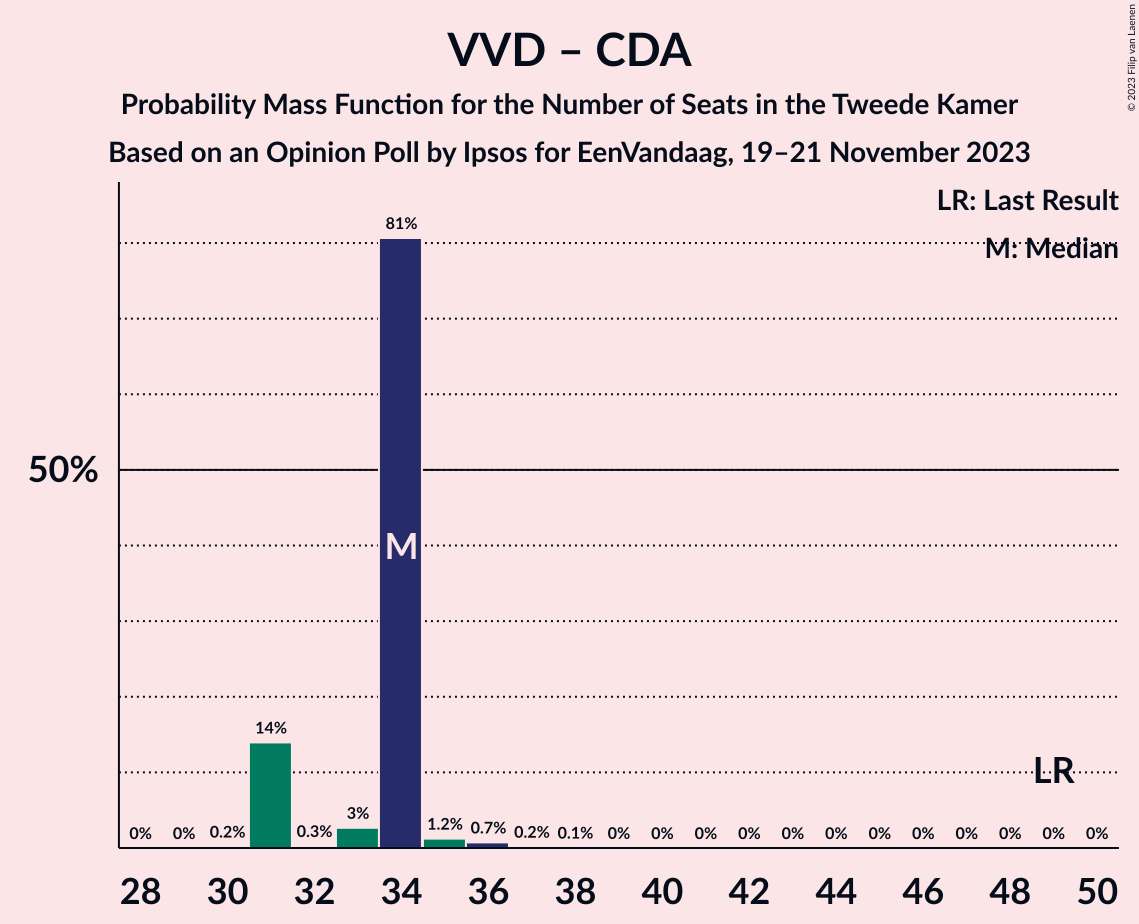 VVD – CDA
Probability Mass Function for the Number of Seats in the Tweede Kamer
Based on an Opinion Poll by Ipsos for EenVandaag, 19–21 November 2023
© 2023 Filip van Laenen
LR: Last Result
M: Median
81%
50%
M
14%
LR
0% 0% 0.2% 0.3% 3% 1.2% 0.7% 0.2% 0.1% 0% 0% 0% 0% 0% 0% 0% 0% 0% 0% 0% 0%
28 30 32 34 36 38 40 42 44 46 48 50